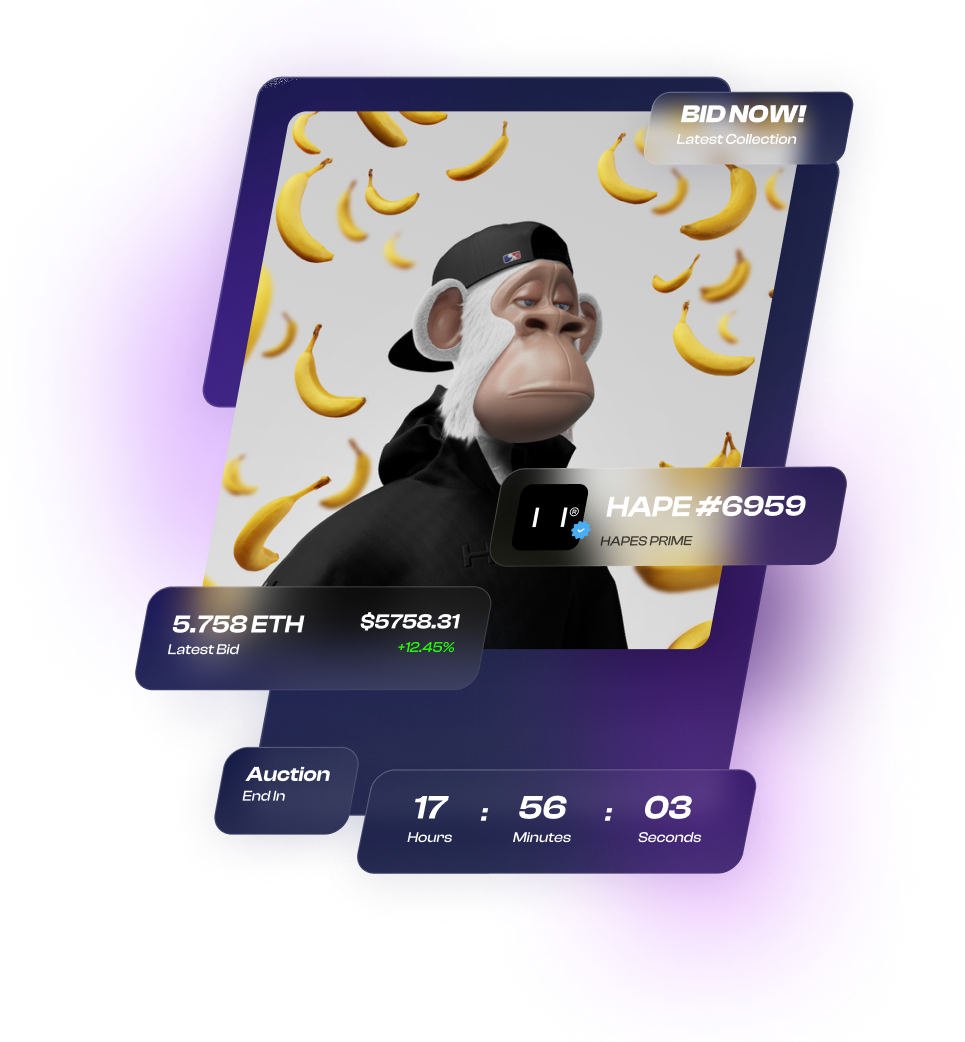 BID NOW!
Latest Collection
®
HAPE #6959
HAPES PRIME
5.758 ETH
$5758.31
Latest Bid
+12.45%
Auction
End In
17 : 56 : 03
Hours Minutes Seconds